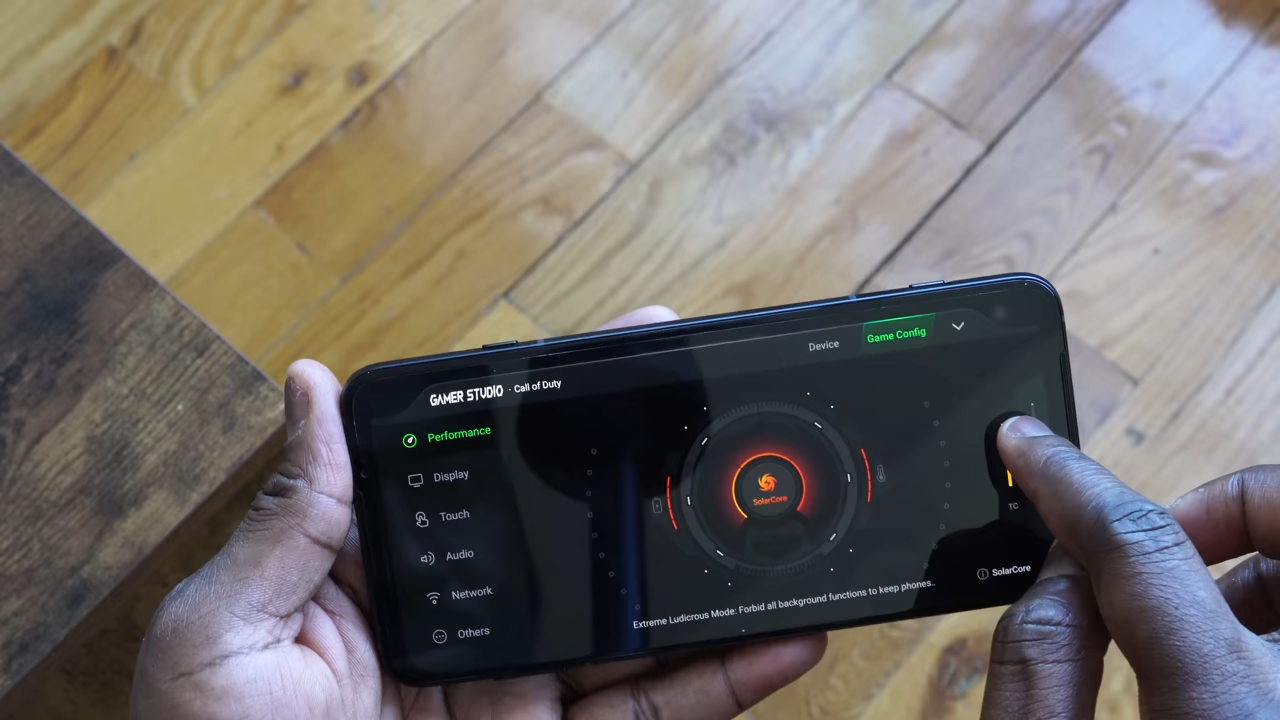 Device
Game Config
GAMER STUDIO · Call of Duty
Performance
Display
Touch
Audio
Network
Others
SolarCore
TC
SolarCore
Extreme Ludicrous Mode: Forbid all background functions to keep phones..